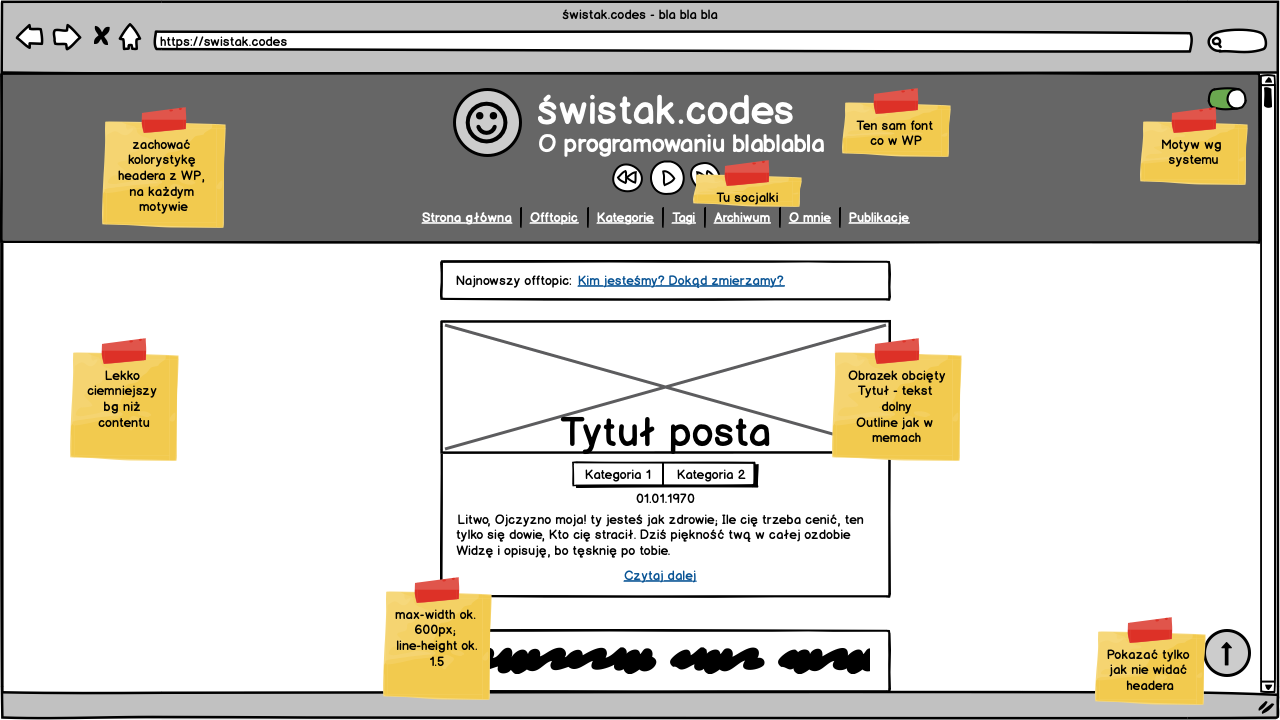 świstak.codes - bla bla bla
https://swistak.codes
świstak.codes
O programowaniu blablabla
zachować
kolorystykę
headera z WP,
na każdym
motywie
Ten sam font
co w WP
Motyw wg
systemu
Tu socjalki
Strona główna Offtopic Kategorie Tagi Archiwum O mnie Publikacje
Najnowszy offtopic: Kim jesteśmy? Dokąd zmierzamy?
Lekko
ciemniejszy
bg niż
contentu
Obrazek obcięty
Tytuł - tekst
dolny
Outline jak w
memach
Tytuł posta
Kategoria 1 Kategoria 2
01.01.1970
Litwo, Ojczyzno moja! ty jesteś jak zdrowie; Ile cię trzeba cenić, ten
tylko się dowie, Kto cię stracił. Dziś piękność twą w całej ozdobie
Widzę i opisuję, bo tęsknię po tobie.
Czytaj dalej
max-width ok.
600px;
line-height ok.
1.5
Pokazać tylko
jak nie widać
headera